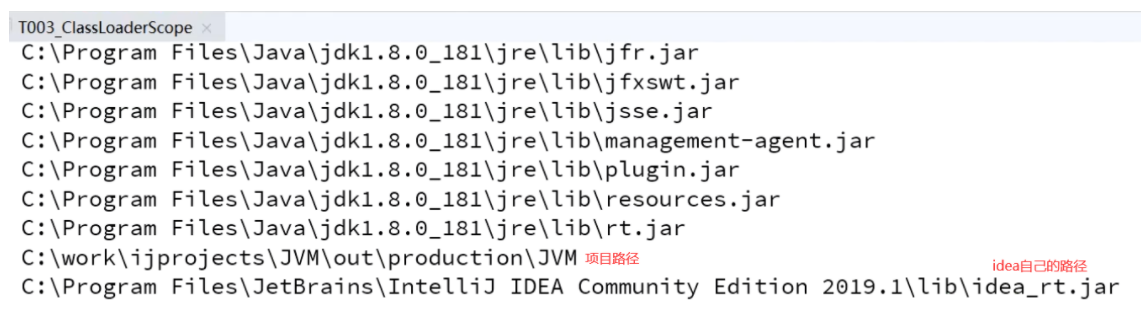 T003_ClassLoaderScope ×
C:\Program Files\Java\jdk1.8.0_181\jre\lib\jfr.jar
C:\Program Files\Java\jdk1.8.0_181\jre\lib\jfxswt.jar
C:\Program Files\Java\jdk1.8.0_181\jre\lib\jsse.jar
C:\Program Files\Java\jdk1.8.0_181\jre\lib\management-agent.jar
C:\Program Files\Java\jdk1.8.0_181\jre\lib\plugin.jar
C:\Program Files\Java\jdk1.8.0_181\jre\lib\resources.jar
C:\Program Files\Java\jdk1.8.0_181\jre\lib\rt.jar
C:\work\ijprojects\JVM\out\production\JVM 项目路径
idea自己的路径
C:\Program Files\JetBrains\IntelliJ IDEA Community Edition 2019.1\lib\idea_rt.jar